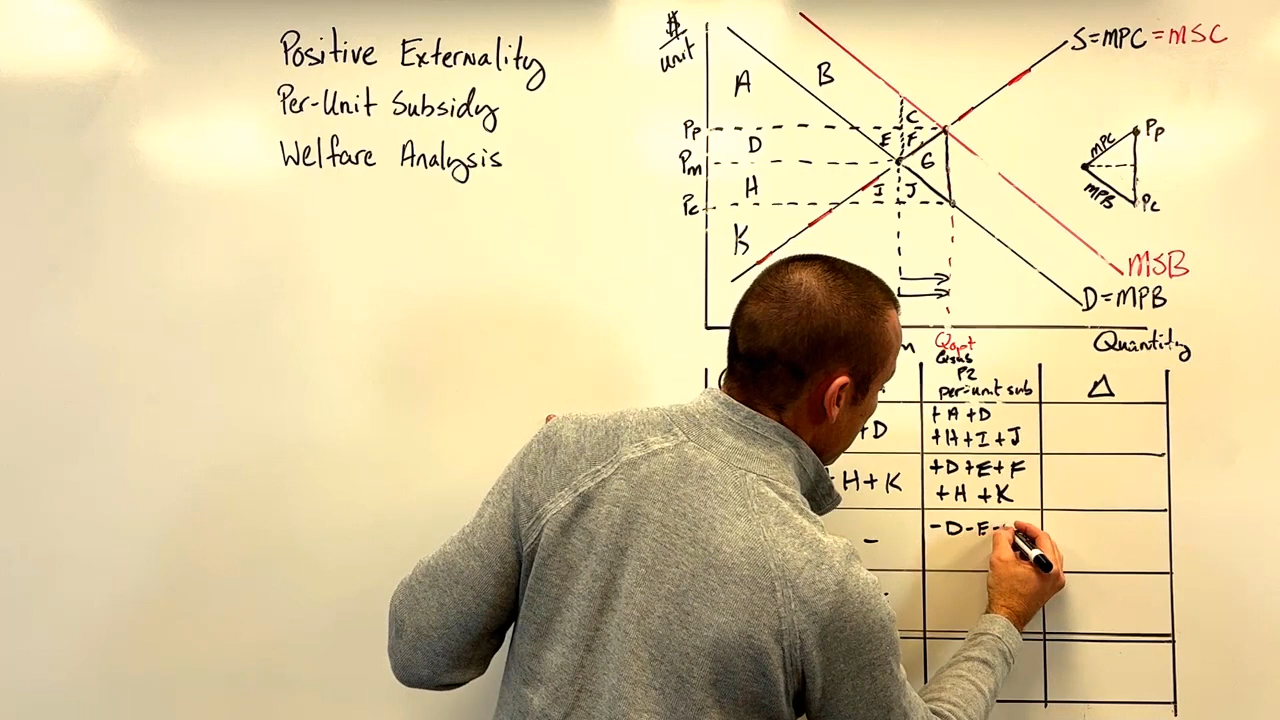 Positive Externality
Per-Unit Subsidy
Welfare Analysis
$
unit
S=MPC=MSC
A
B
C
Pp
D
E
F
Pm
G
H
I
J
Pc
K
MPC
Pp
MPB
Pc
MSB
D=MPB
Qopt
Quantity
P2
per-unit sub
Δ
+D
+A+D
+H+I+J
+H+K
+D+E+F
+H+K
-
-D-E-